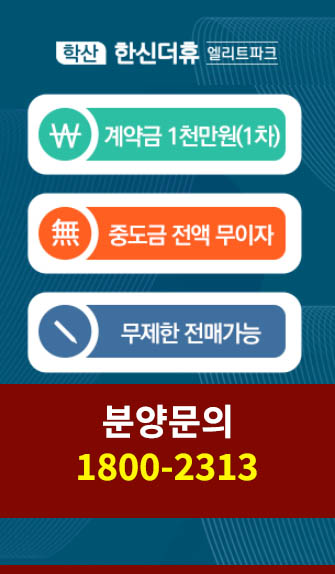 학산 한신더휴 엘리트파크
₩ 계약금 1천만원(1차)
無 중도금 전액 무이자
무제한 전매가능
분양문의
1800-2313